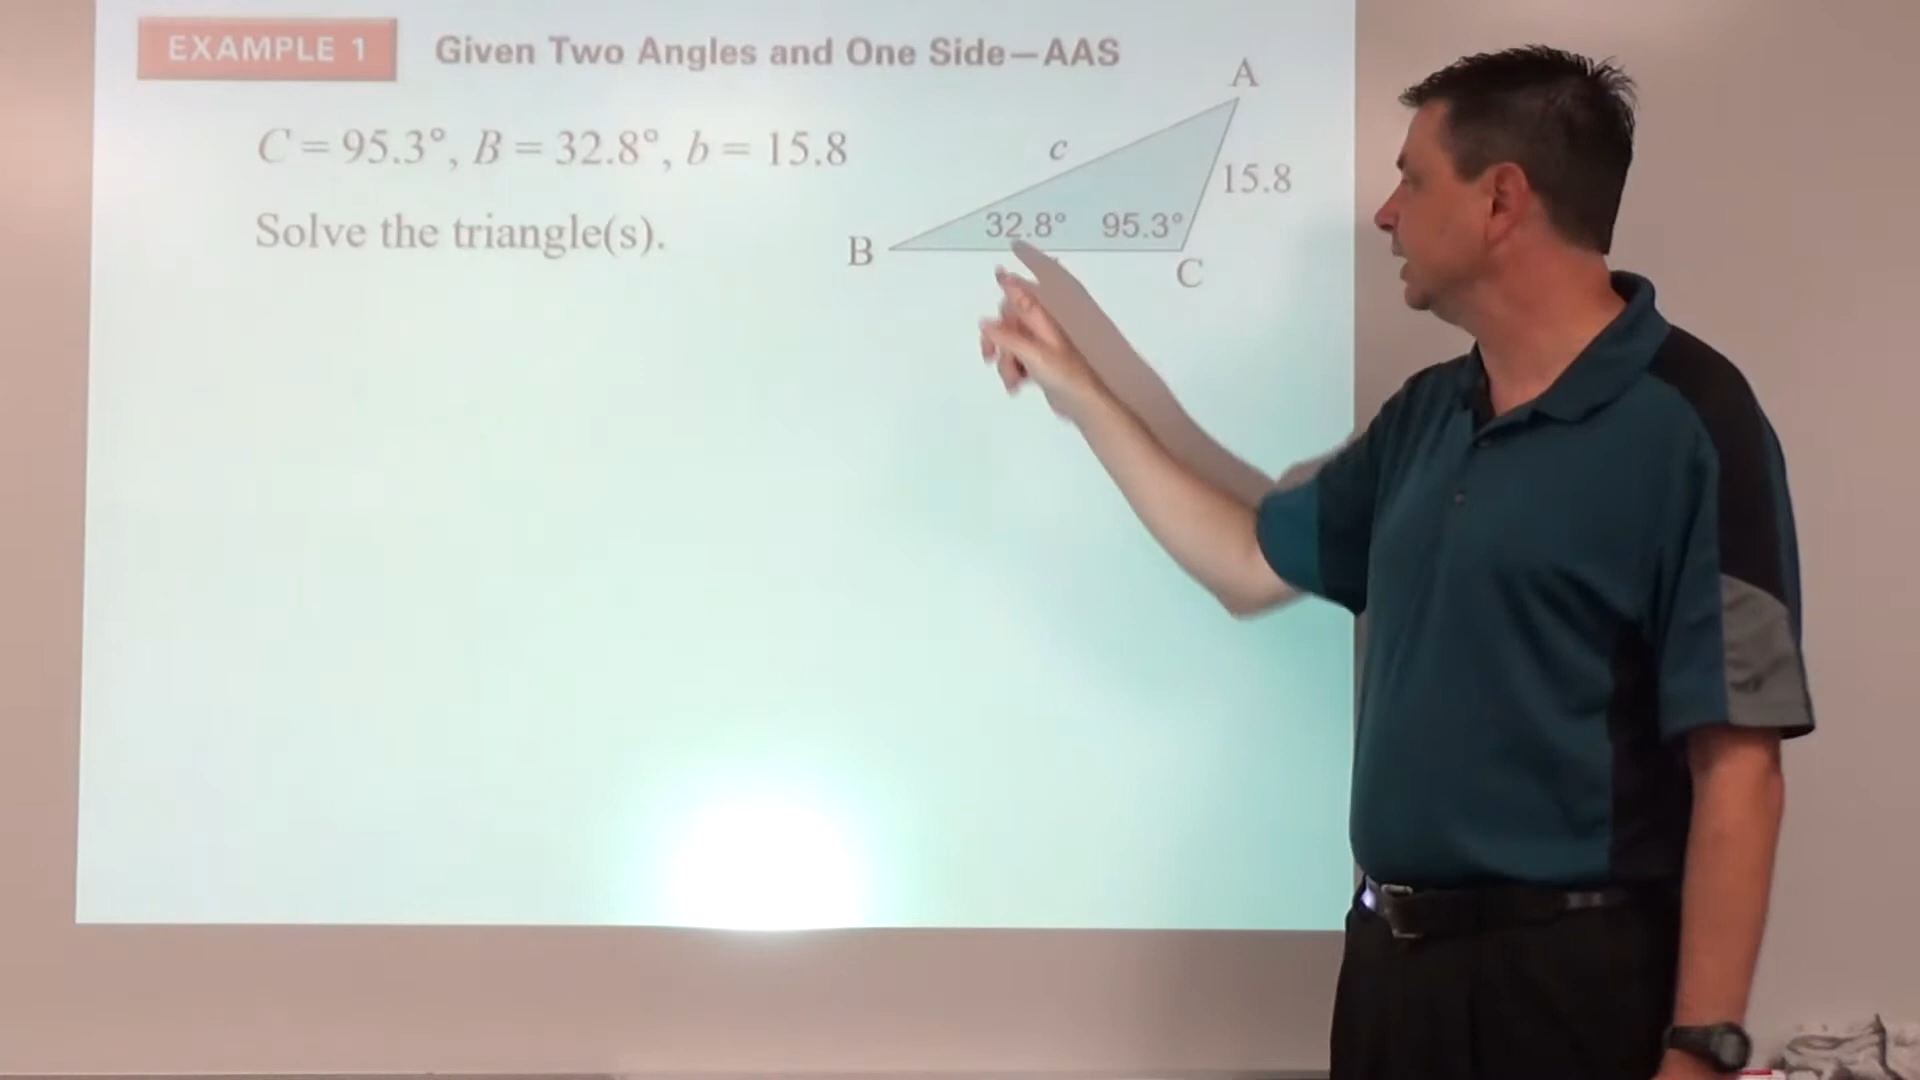 EXAMPLE 1 Given Two Angles and One Side—AAS
C = 95.3°, B = 32.8°, b = 15.8
Solve the triangle(s).
A
c
15.8
32.8° 95.3°
B
C